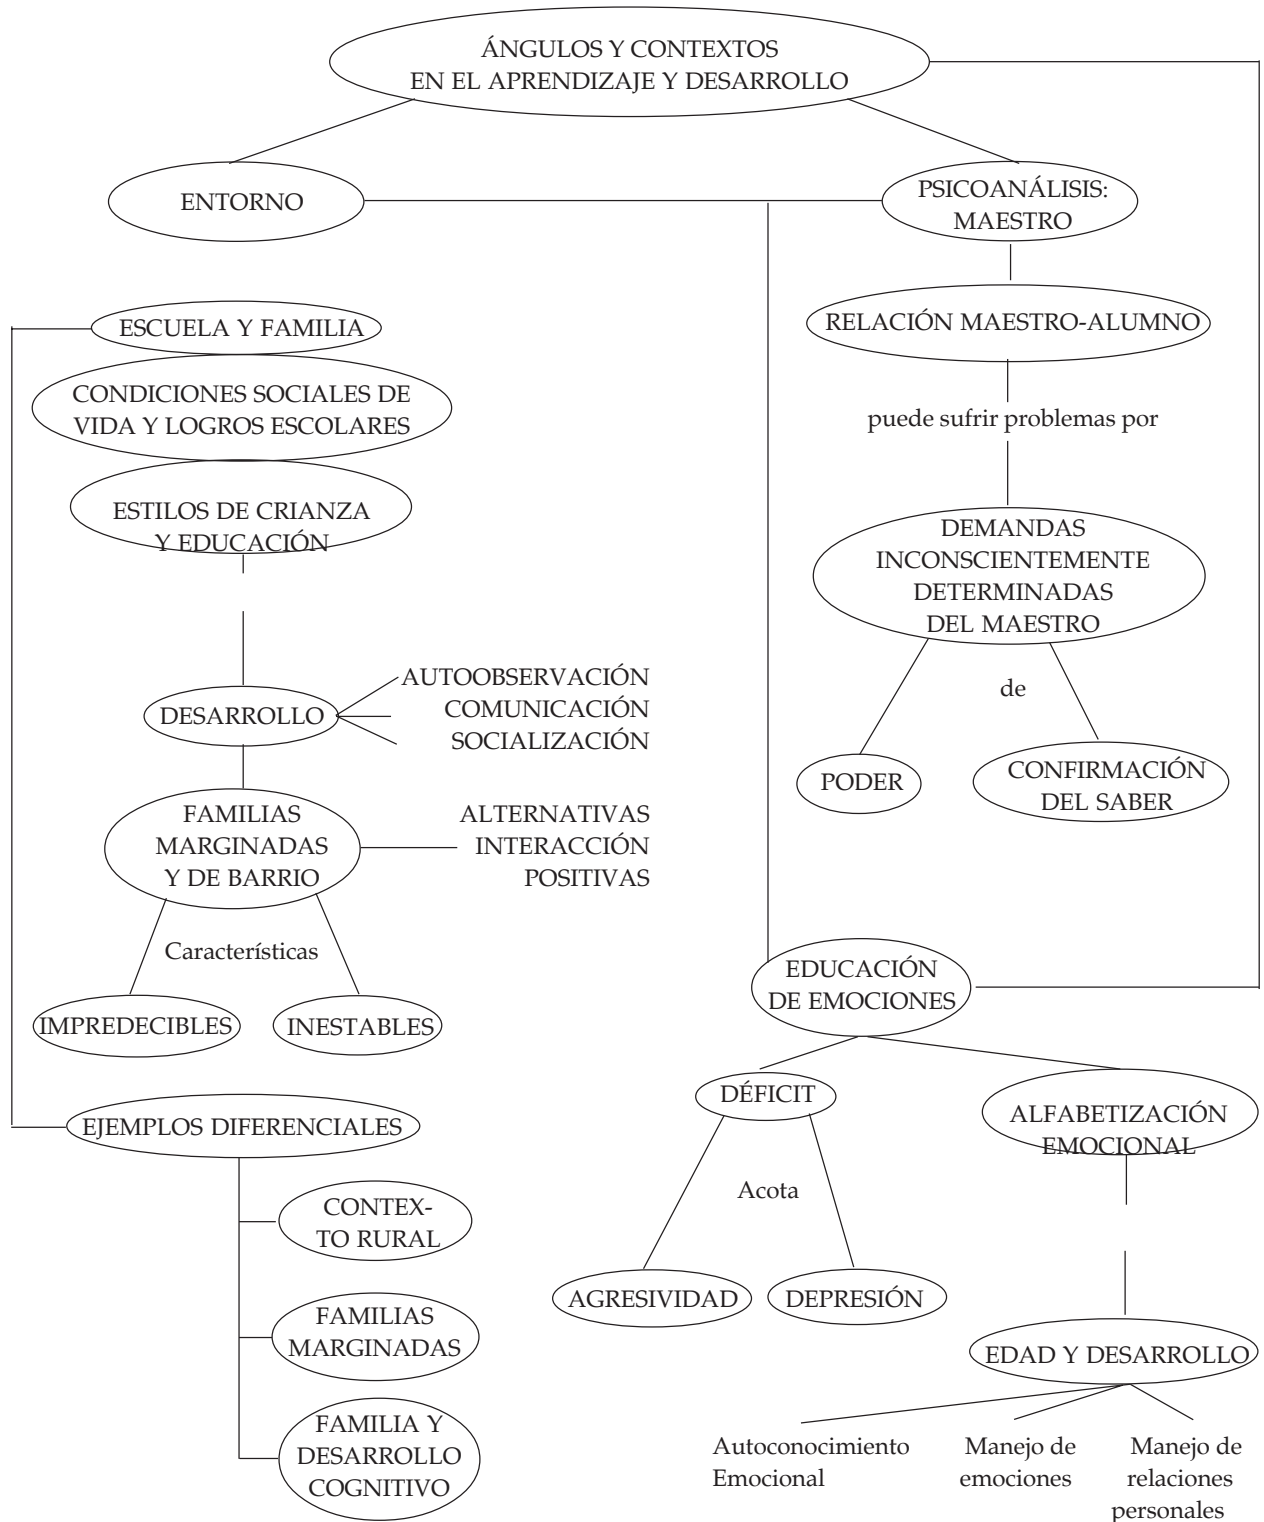 ÁNGULOS Y CONTEXTOS
EN EL APRENDIZAJE Y DESARROLLO
ENTORNO
PSICOANÁLISIS:
MAESTRO
ESCUELA Y FAMILIA
CONDICIONES SOCIALES DE
VIDA Y LOGROS ESCOLARES
ESTILOS DE CRIANZA
Y EDUCACIÓN
DESARROLLO
AUTOOBSERVACIÓN
COMUNICACIÓN
SOCIALIZACIÓN
FAMILIAS
MARGINADAS
Y DE BARRIO
ALTERNATIVAS
INTERACCIÓN
POSITIVAS
Características
IMPREDECIBLES
INESTABLES
EJEMPLOS DIFERENCIALES
CONTEX-
TO RURAL
FAMILIAS
MARGINADAS
FAMILIA Y
DESARROLLO
COGNITIVO
RELACIÓN MAESTRO-ALUMNO
puede sufrir problemas por
DEMANDAS
INCONSCIENTEMENTE
DETERMINADAS
DEL MAESTRO
de
PODER
CONFIRMACIÓN
DEL SABER
EDUCACIÓN
DE EMOCIONES
DÉFICIT
Acota
AGRESIVIDAD
DEPRESIÓN
ALFABETIZACIÓN
EMOCIONAL
EDAD Y DESARROLLO
Autoconocimiento
Emocional
Manejo de
emociones
Manejo de
relaciones
personales